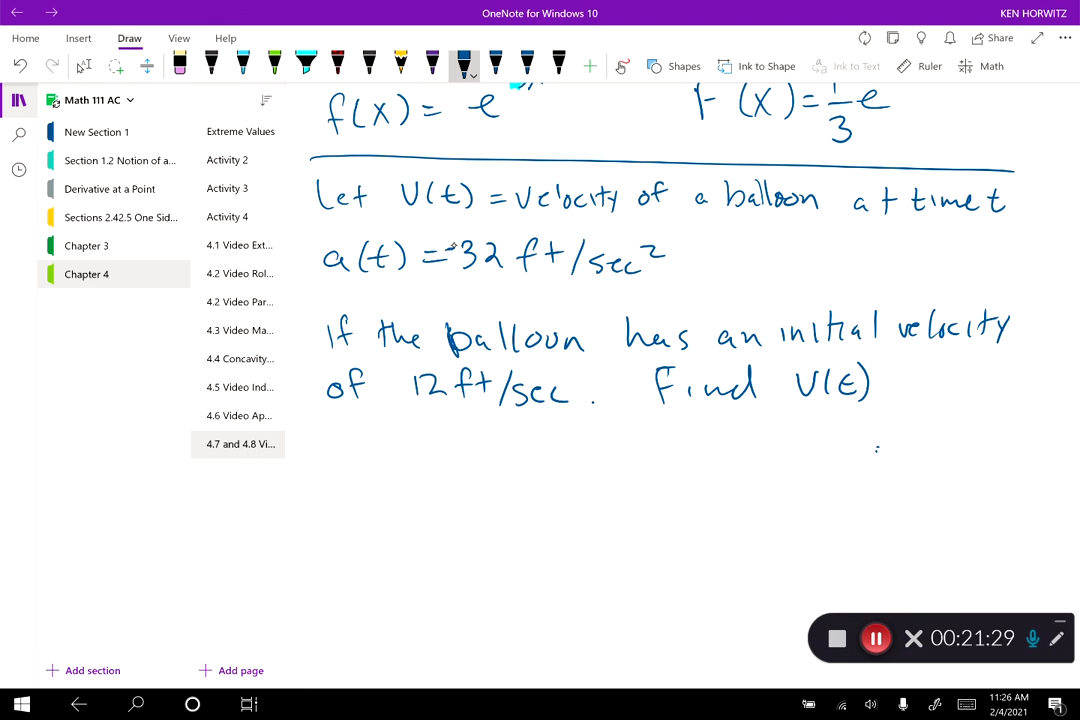 OneNote for Windows 10
KEN HORWITZ
Home Insert Draw View Help
Share
Shapes Ink to Shape Ink to Text Ruler Math
Math 111 AC
New Section 1
Section 1.2 Notion of a...
Derivative at a Point
Sections 2.42.5 One Sid...
Chapter 3
Chapter 4
Extreme Values
Activity 2
Activity 3
Activity 4
4.1 Video Ext...
4.2 Video Rol...
4.2 Video Par...
4.3 Video Ma...
4.4 Concavity...
4.5 Video Ind...
4.6 Video Ap...
4.7 and 4.8 Vi...
f(x) = e
F(x) = 1/3 e
Let V(t) = velocity of a balloon at time t
a(t) = -32 ft/sec²
If the balloon has an initial velocity
of 12 ft/sec. Find V(t)
00:21:29
Add section
Add page
11:26 AM
2/4/2021